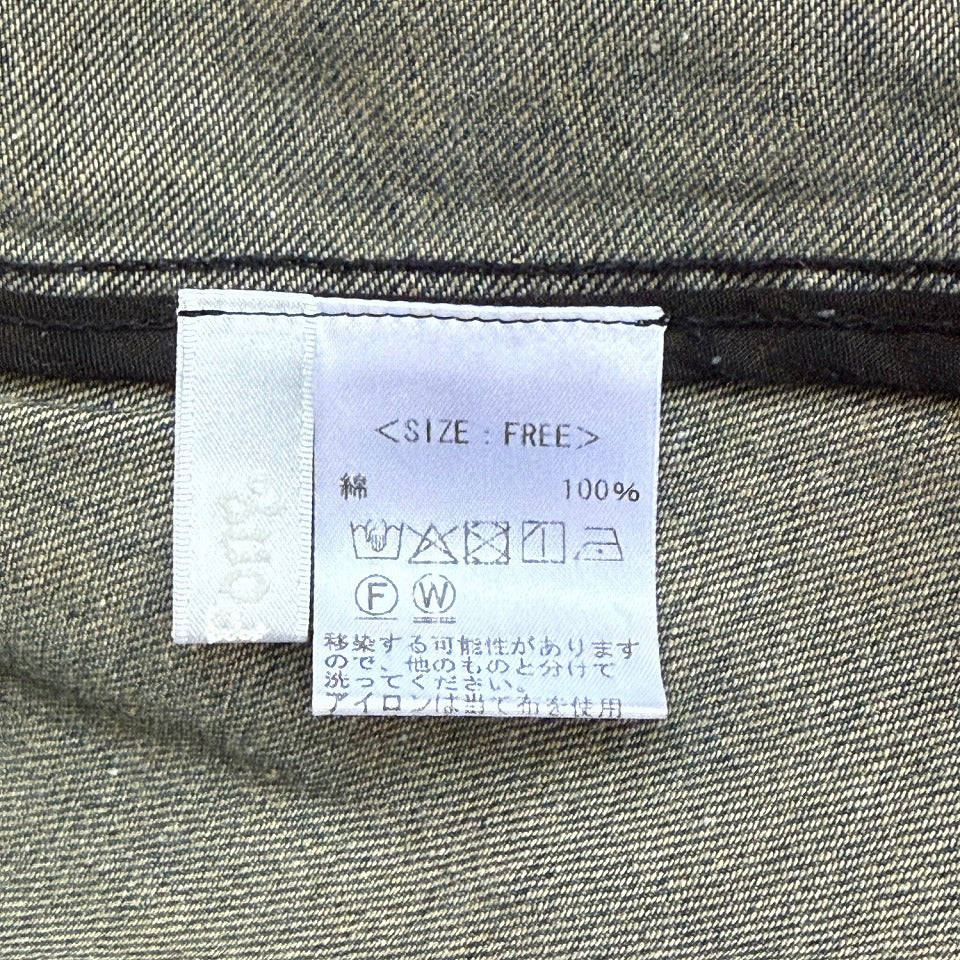 <SIZE : FREE>
綿 100%
F W
移染する可能性があります
ので、他のものと分けて
洗ってください。
アイロンは当て布を使用